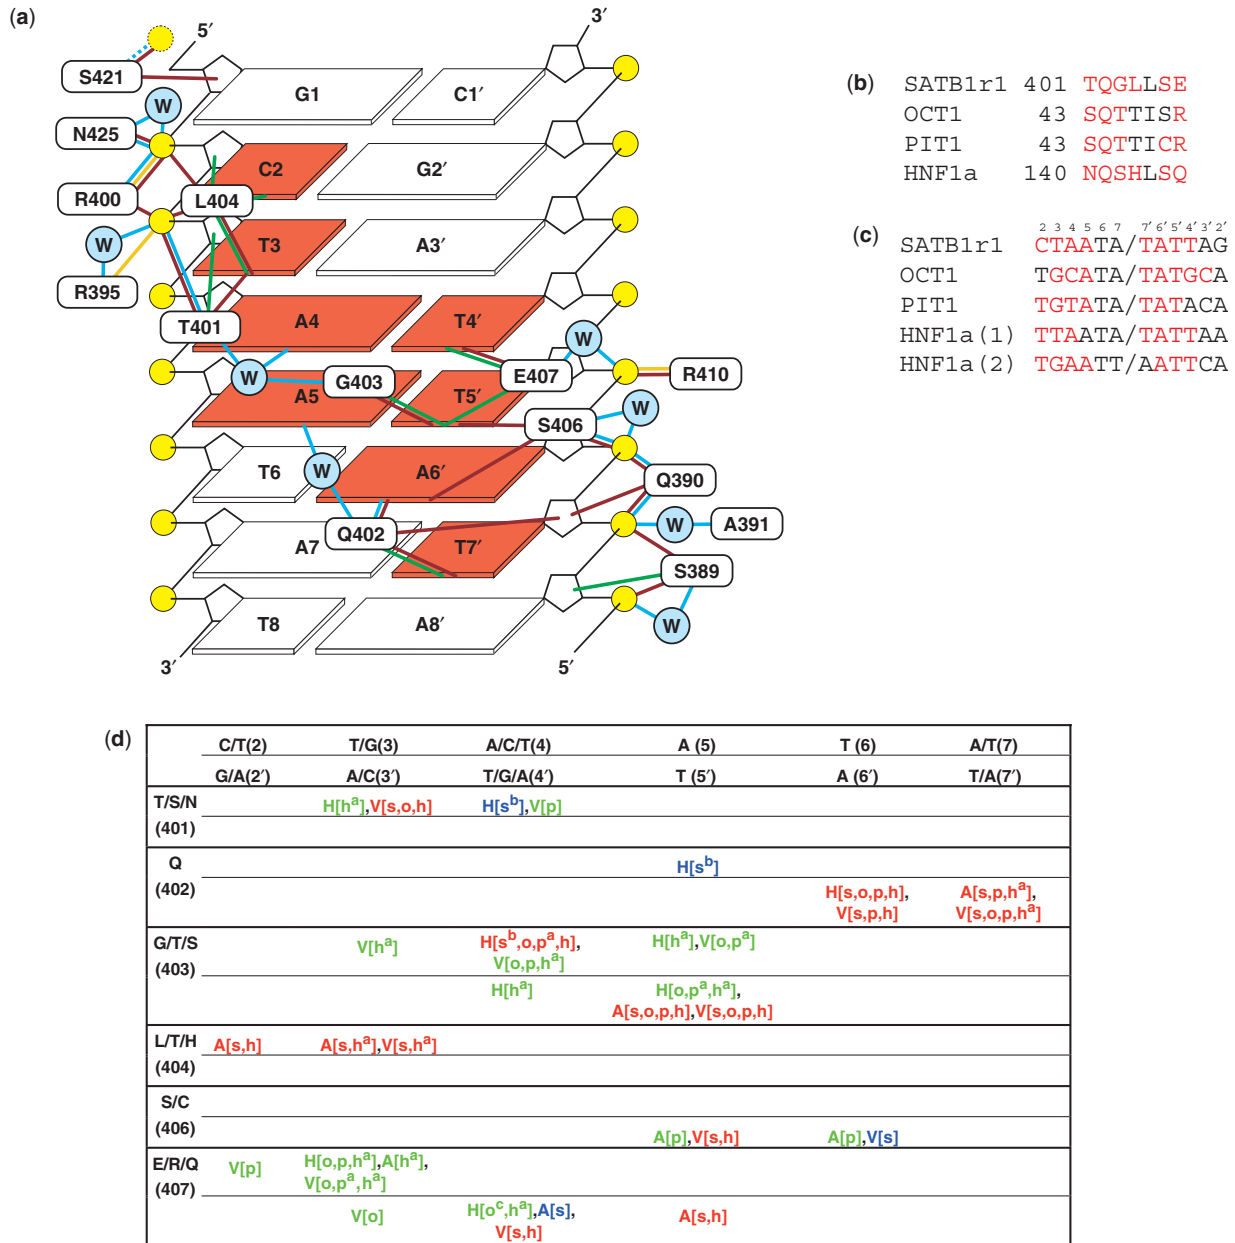 (a)
5′
3′
S421
G1
C1′
W
N425
C2
G2′
R400
L404
T3
A3′
W
R395
T401
A4
T4′
W
W
G403
E407
R410
A5
T5′
S406
W
T6
W
A6′
Q390
A7
Q402
T7′
W
A391
S389
T8
A8′
W
3′
5′
(b)
SATB1r1 401 TQGLLSE
OCT1 43 SQTTISR
PIT1 43 SQTTICR
HNF1a 140 NQSHLSQ
(c)
2 3 4 5 6 7 7′6′5′4′3′2′
SATB1r1 CTAATA/TATTAG
OCT1 TGCATA/TATGCA
PIT1 TGTATA/TATACA
HNF1a(1) TTAATA/TATTAA
HNF1a(2) TGAATT/AATTCA
(d)
C/T(2) T/G(3) A/C/T(4) A (5) T (6) A/T(7)
G/A(2′) A/C(3′) T/G/A(4′) T (5′) A (6′) T/A(7′)
T/S/N H[hᵃ],V[s,o,h] H[sᵇ],V[p]
(401)
Q H[sᵇ]
(402) H[s,o,p,h], A[s,p,hᵃ],
V[s,p,h] V[s,o,p,hᵃ]
G/T/S V[hᵃ] H[sᵇ,o,pᵃ,h], H[hᵃ],V[o,pᵃ]
(403) V[o,p,hᵃ]
H[hᵃ] H[o,pᵃ,hᵃ],
A[s,o,p,h],V[s,o,p,h]
L/T/H A[s,h] A[s,hᵃ],V[s,hᵃ]
(404)
S/C
(406) A[p],V[s,h] A[p],V[s]
E/R/Q V[p] H[o,p,hᵃ],A[hᵃ],
(407) V[o,pᵃ,hᵃ]
V[o] H[oᶜ,hᵃ],A[s], A[s,h]
V[s,h]